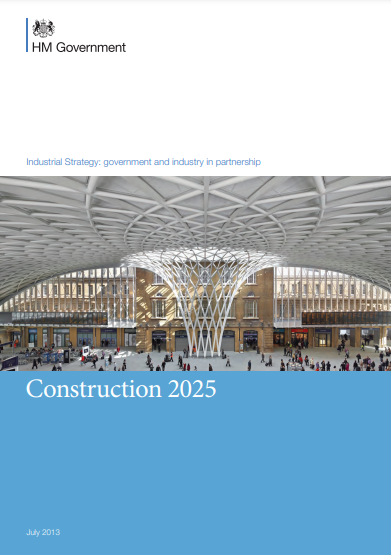 HM Government
Industrial Strategy: government and industry in partnership
Construction 2025
July 2013